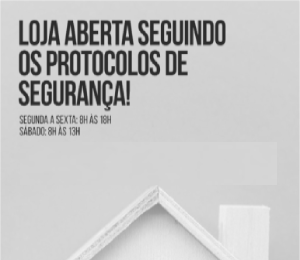 LOJA ABERTA SEGUINDO
OS PROTOCOLOS DE
SEGURANÇA!
SEGUNDA A SEXTA: 8H ÀS 18H
SÁBADO: 8H ÀS 13H